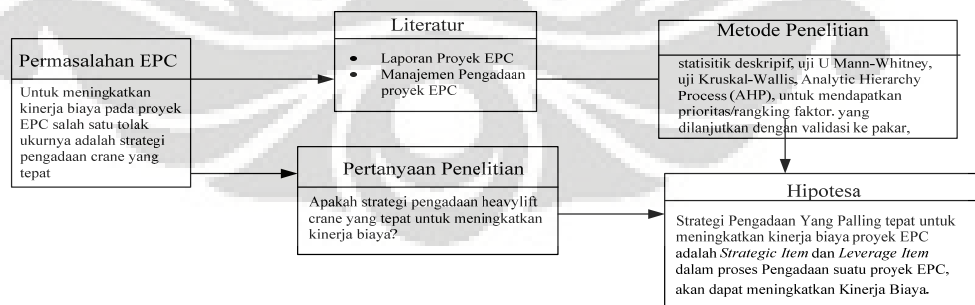 Permasalahan EPC
Untuk meningkatkan
kinerja biaya pada proyek
EPC salah satu tolak
ukurnya adalah strategi
pengadaan crane yang
tepat
Literatur
• Laporan Proyek EPC
• Manajemen Pengadaan
proyek EPC
Metode Penelitian
statisitik deskripif, uji U Mann-Whitney,
uji Kruskal-Wallis, Analytic Hierarchy
Process (AHP), untuk mendapatkan
prioritas/rangking faktor. yang
dilanjutkan dengan validasi ke pakar,
Pertanyaan Penelitian
Apakah strategi pengadaan heavylift
crane yang tepat untuk meningkatkan
kinerja biaya?
Hipotesa
Strategi Pengadaan Yang Palling tepat untuk
meningkatkan kinerja biaya proyek EPC
adalah Strategic Item dan Leverage Item
dalam proses Pengadaan suatu proyek EPC,
akan dapat meningkatkan Kinerja Biaya.